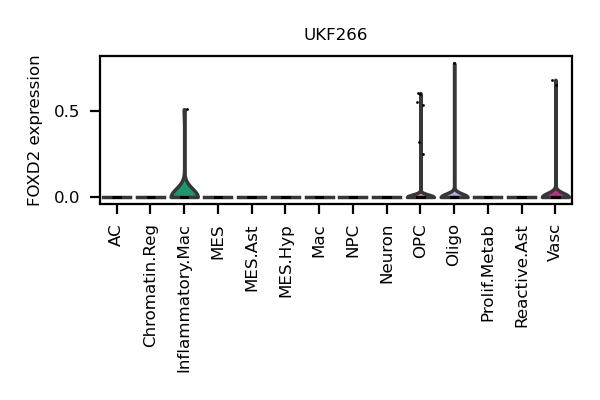 UKF266
FOXD2 expression
0.5
0.0
AC
Chromatin.Reg
Inflammatory.Mac
MES
MES.Ast
MES.Hyp
Mac
NPC
Neuron
OPC
Oligo
Prolif.Metab
Reactive.Ast
Vasc